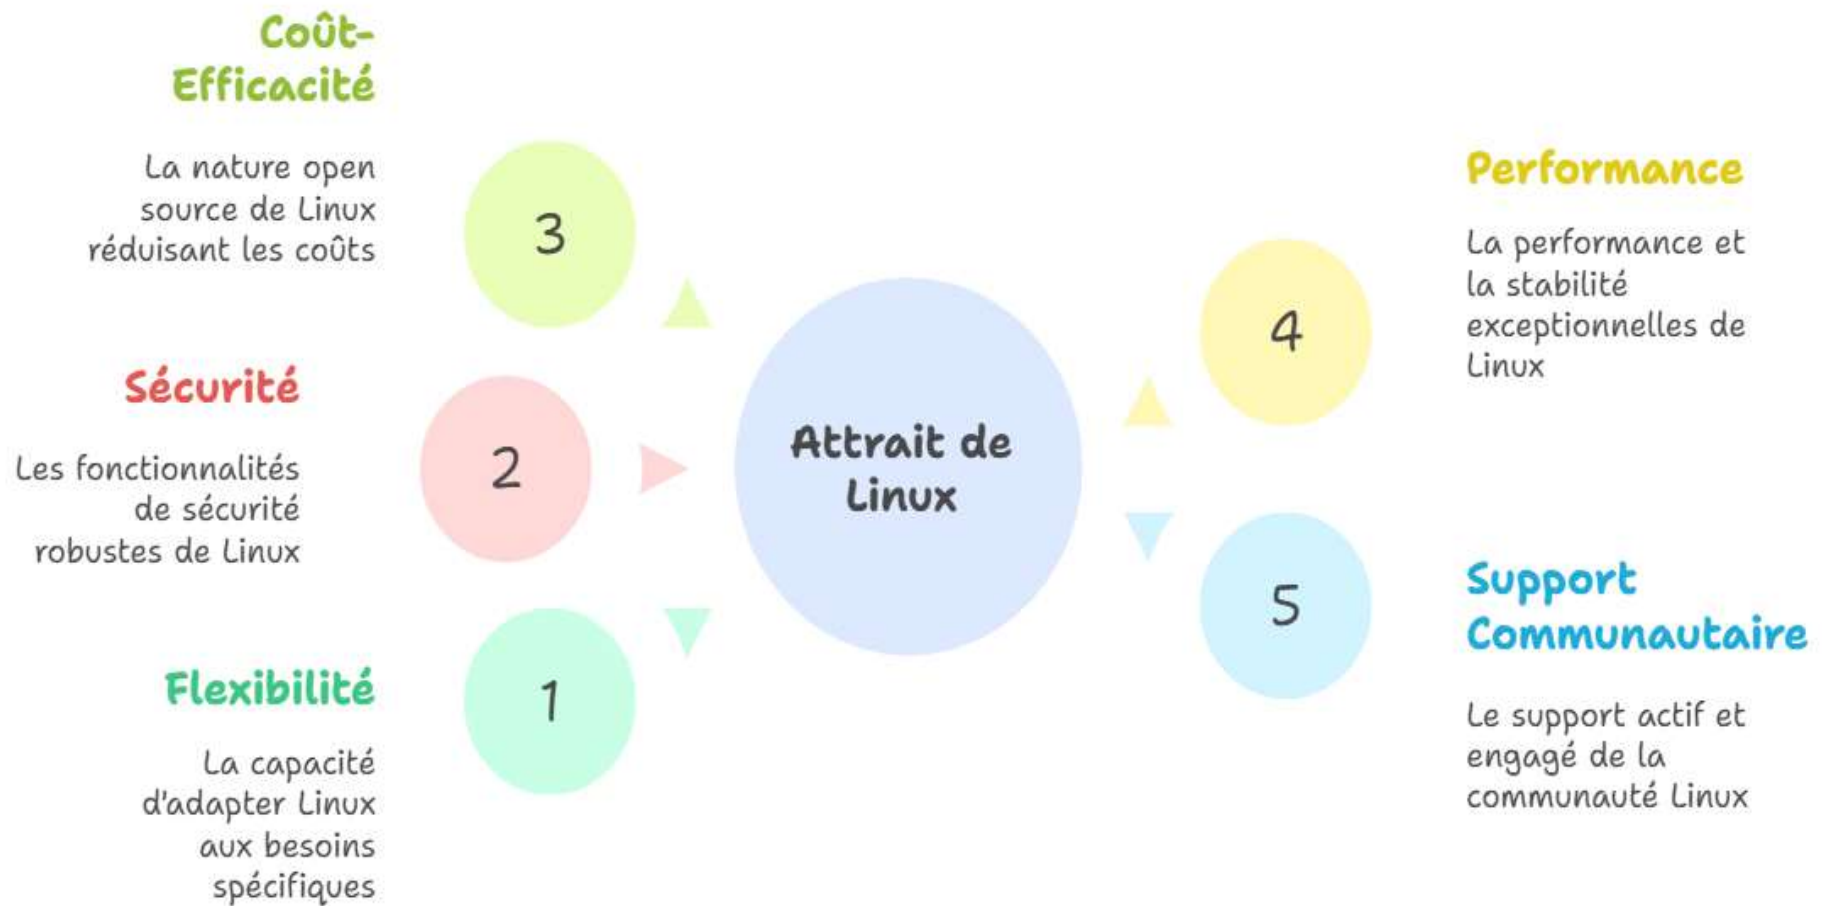 Coût-
Efficacité
La nature open
source de Linux
réduisant les coûts
3
Sécurité
Les fonctionnalités
de sécurité
robustes de Linux
2
Flexibilité
La capacité
d'adapter Linux
aux besoins
spécifiques
1
Attrait de
Linux
Performance
La performance et
la stabilité
exceptionnelles de
Linux
4
Support
Communautaire
Le support actif et
engagé de la
communauté Linux
5